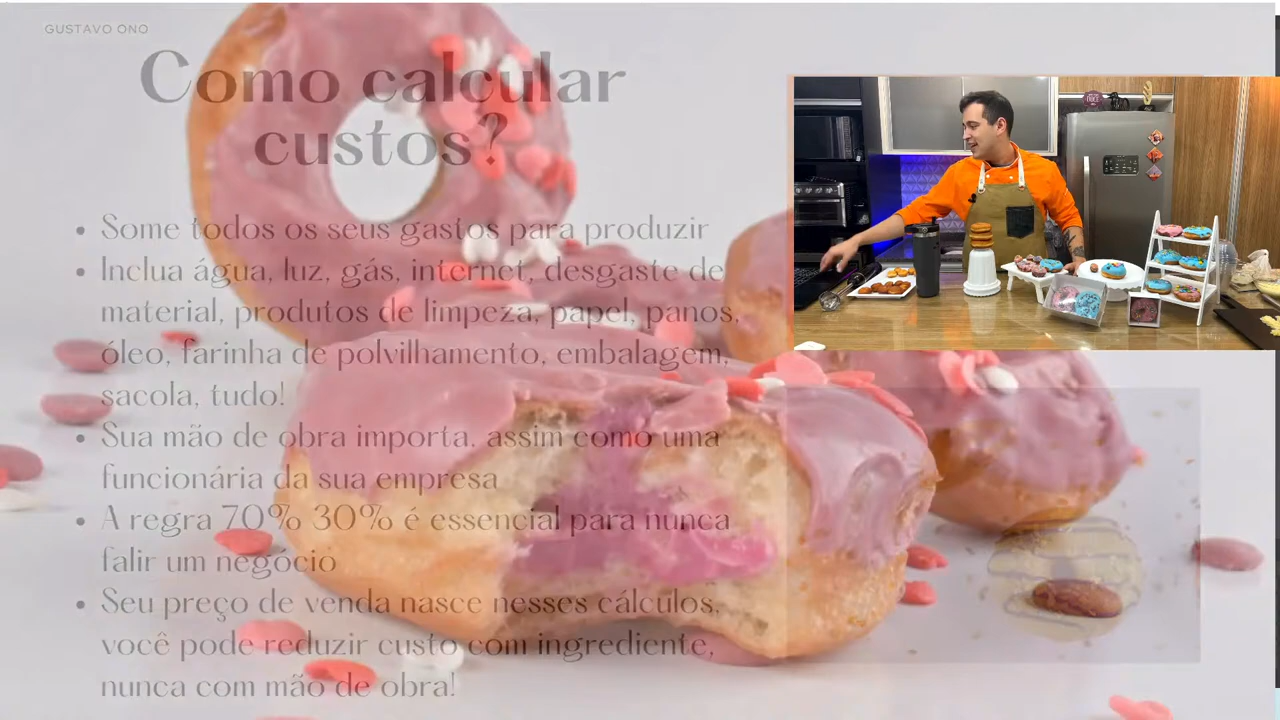 GUSTAVO ONO
Como calcular
custos?
• Some todos os seus gastos para produzir
• Inclua água, luz, gás, internet, desgaste de
material, produtos de limpeza, papel, panos,
óleo, farinha de polvilhamento, embalagem,
sacola, tudo!
• Sua mão de obra importa, assim como uma
funcionária da sua empresa
• A regra 70% 30% é essencial para nunca
falir um negócio
• Seu preço de venda nasce nesses cálculos,
você pode reduzir custo com ingrediente,
nunca com mão de obra!